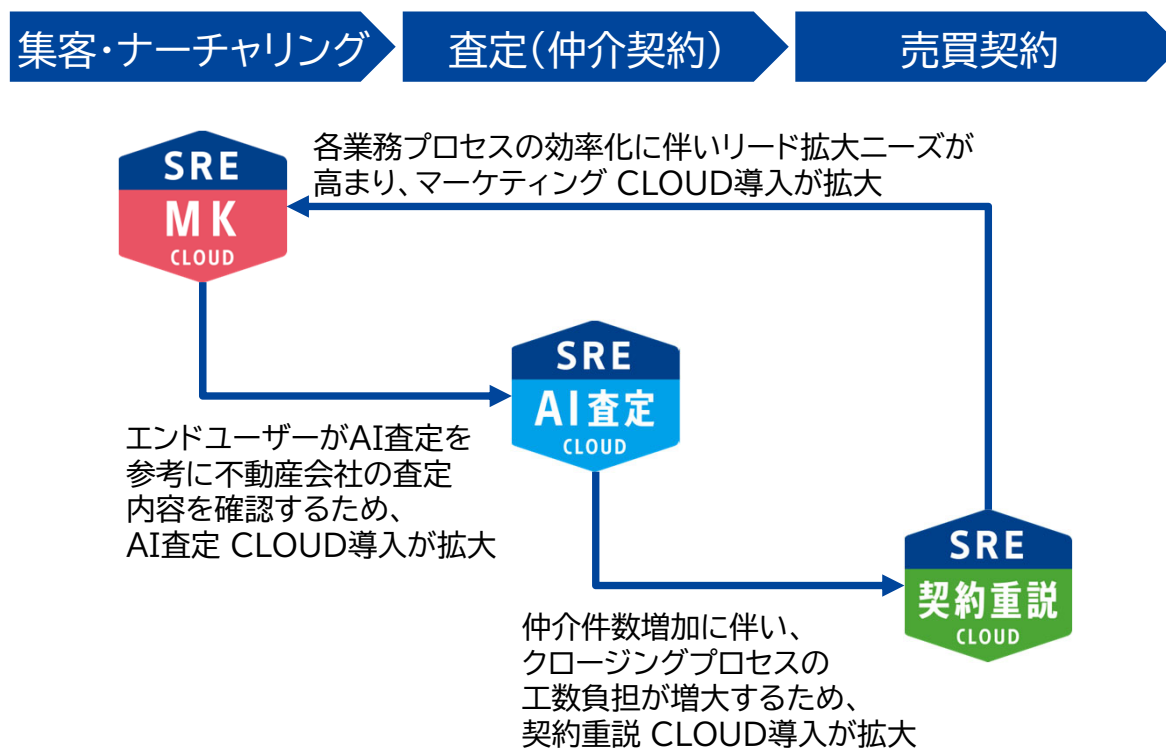 集客・ナーチャリング
査定(仲介契約)
売買契約
各業務プロセスの効率化に伴いリード拡大ニーズが
高まり、マーケティング CLOUD導入が拡大
SRE
MK
CLOUD
SRE
AI査定
CLOUD
エンドユーザーがAI査定を
参考に不動産会社の査定
内容を確認するため、
AI査定 CLOUD導入が拡大
SRE
契約重説
CLOUD
仲介件数増加に伴い、
クロージングプロセスの
工数負担が増大するため、
契約重説 CLOUD導入が拡大